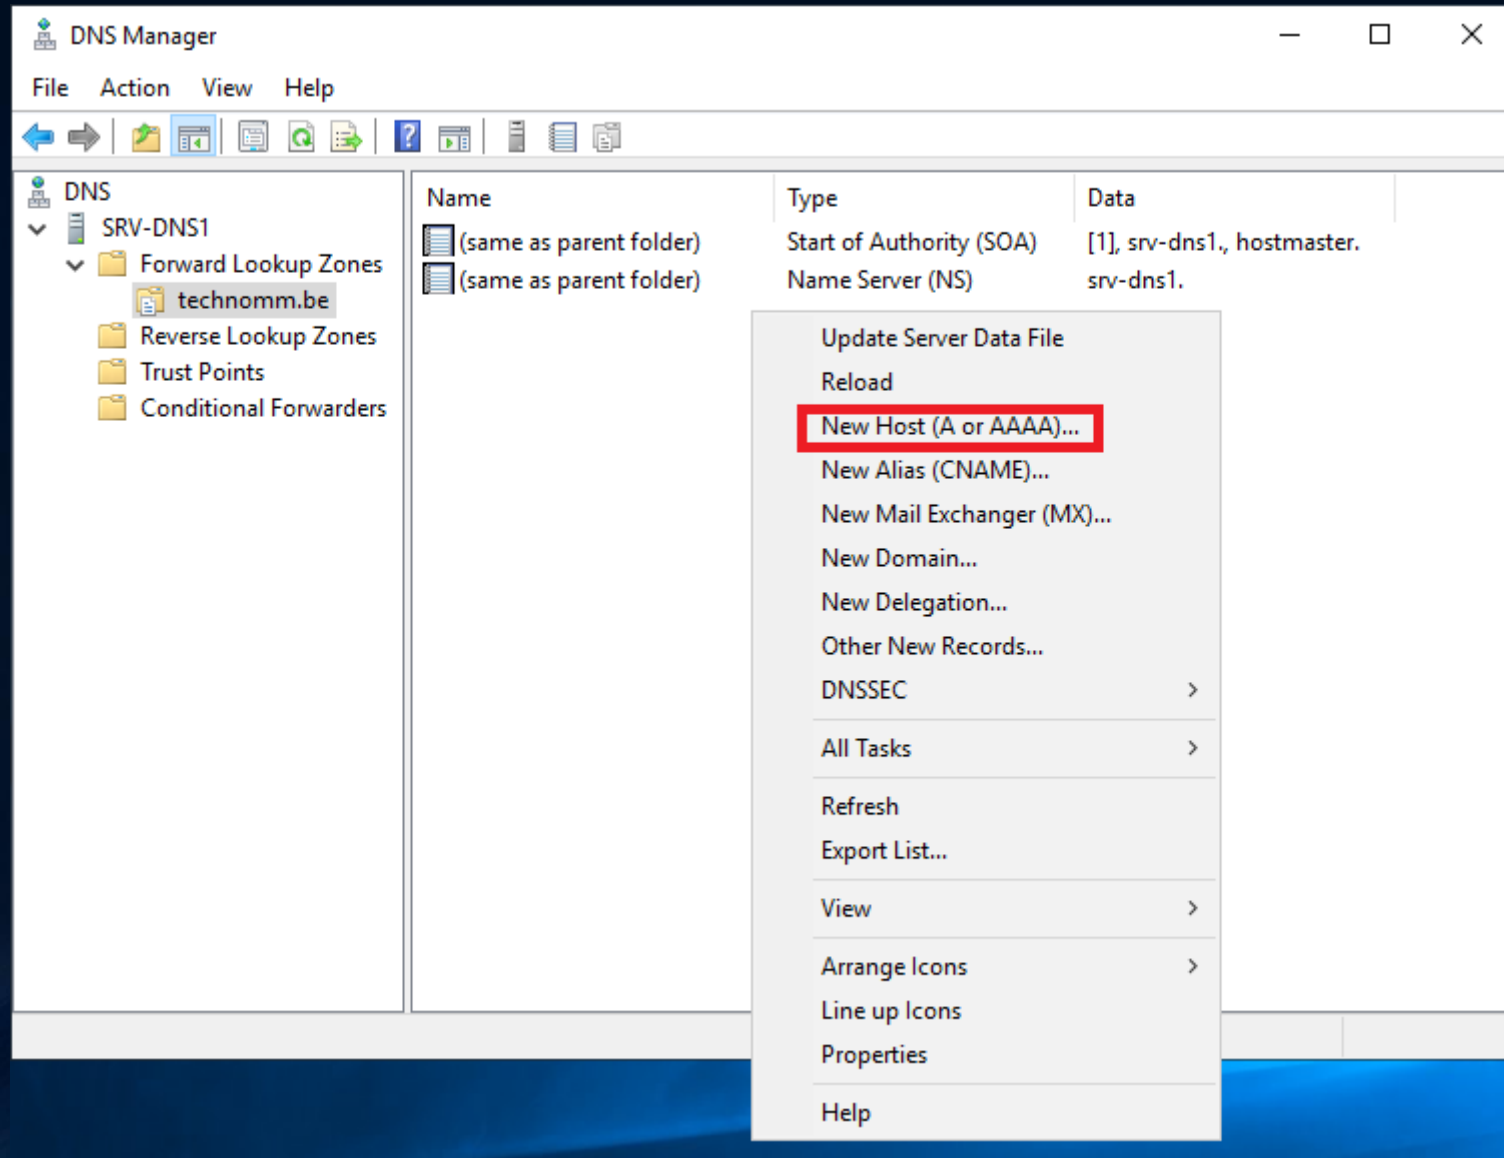 DNS Manager
File Action View Help
DNS
SRV-DNS1
Forward Lookup Zones
technomm.be
Reverse Lookup Zones
Trust Points
Conditional Forwarders
Name Type Data
(same as parent folder) Start of Authority (SOA) [1], srv-dns1., hostmaster.
(same as parent folder) Name Server (NS) srv-dns1.
Update Server Data File
Reload
New Host (A or AAAA)...
New Alias (CNAME)...
New Mail Exchanger (MX)...
New Domain...
New Delegation...
Other New Records...
DNSSEC
All Tasks
Refresh
Export List...
View
Arrange Icons
Line up Icons
Properties
Help